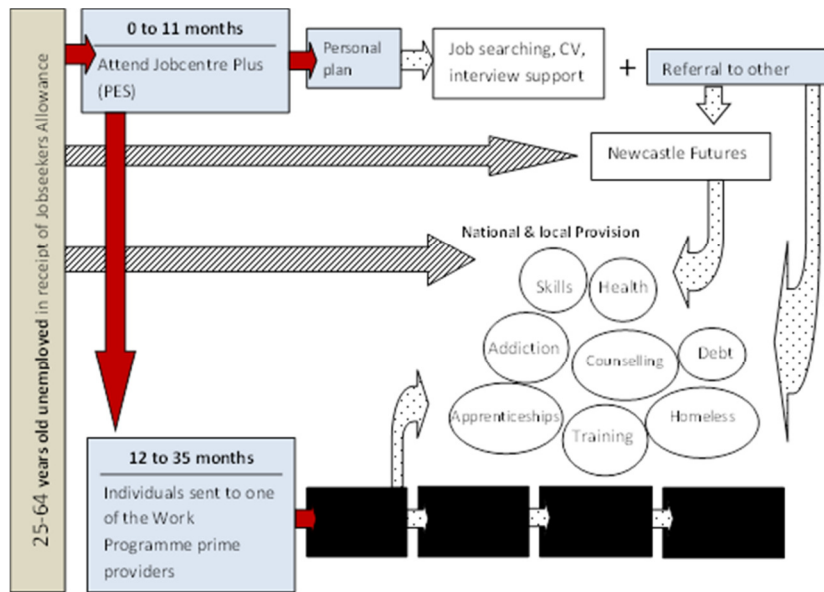 25-64 years old unemployed in receipt of Jobseekers Allowance
0 to 11 months
Attend Jobcentre Plus
(PES)
Personal
plan
Job searching, CV,
interview support
+
Referral to other
Newcastle Futures
National & local Provision
Skills
Health
Addiction
Counselling
Debt
Apprenticeships
Training
Homeless
12 to 35 months
Individuals sent to one
of the Work
Programme prime
providers